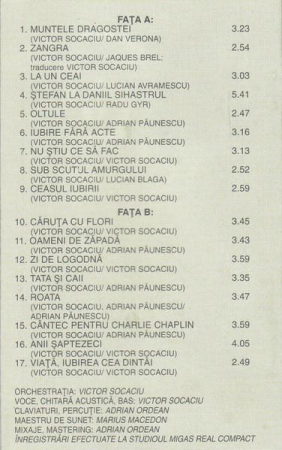 FAȚA A:
1. MUNTELE DRAGOSTEI 3.23
(VICTOR SOCACIU/ DAN VERONA)
2. ZANGRA 2.54
(VICTOR SOCACIU/ JAQUES BREL;
traducere VICTOR SOCACIU)
3. LA UN CEAI 3.03
(VICTOR SOCACIU/ LUCIAN AVRAMESCU)
4. ȘTEFAN LA DANIIL SIHASTRUL 5.41
(VICTOR SOCACIU/ RADU GYR)
5. OLTULE 2.47
(VICTOR SOCACIU/ ADRIAN PĂUNESCU)
6. IUBIRE FĂRĂ ACTE 3.16
(VICTOR SOCACIU/ ADRIAN PĂUNESCU)
7. NU ȘTIU CE SĂ FAC 3.13
(VICTOR SOCACIU/ VICTOR SOCACIU)
8. SUB SCUTUL AMURGULUI 2.52
(VICTOR SOCACIU/ LUCIAN BLAGA)
9. CEASUL IUBIRII 2.59
(VICTOR SOCACIU/ VICTOR SOCACIU)
FAȚA B:
10. CĂRUȚA CU FLORI 3.45
(VICTOR SOCACIU/ VICTOR SOCACIU)
11. OAMENI DE ZĂPADĂ 3.43
(VICTOR SOCACIU/ ADRIAN PĂUNESCU)
12. ZI DE LOGODNĂ 3.59
(VICTOR SOCACIU/ VICTOR SOCACIU)
13. TATA ȘI CAII 3.35
(VICTOR SOCACIU/ ADRIAN PĂUNESCU)
14. ROATA 3.47
(VICTOR SOCACIU, ADRIAN PĂUNESCU/
ADRIAN PĂUNESCU)
15. CÂNTEC PENTRU CHARLIE CHAPLIN 3.59
(VICTOR SOCACIU/ ADRIAN PĂUNESCU)
16. ANII ȘAPTEZECI 4.05
(VICTOR SOCACIU/ VICTOR SOCACIU)
17. VIAȚĂ, IUBIREA CEA DINTÂI 2.49
(VICTOR SOCACIU/ VICTOR SOCACIU)
ORCHESTRAȚIA: VICTOR SOCACIU
VOCE, CHITARĂ ACUSTICĂ, BAS: VICTOR SOCACIU
CLAVIATURI, PERCUȚIE: ADRIAN ORDEAN
MAESTRU DE SUNET: MARIUS MACEDON
MIXAJE, MASTERING: ADRIAN ORDEAN
ÎNREGISTRĂRI EFECTUATE LA STUDIOUL MIGAS REAL COMPACT